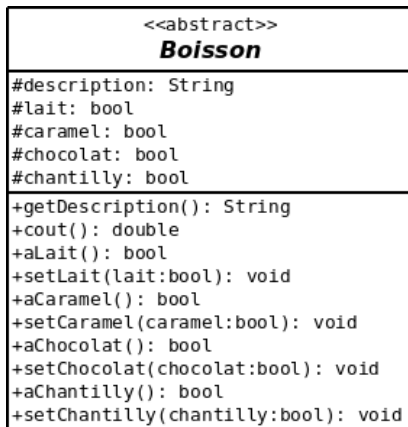 <<abstract>>
Boisson
#description: String
#lait: bool
#caramel: bool
#chocolat: bool
#chantilly: bool
+getDescription(): String
+cout(): double
+aLait(): bool
+setLait(lait:bool): void
+aCaramel(): bool
+setCaramel(caramel:bool): void
+aChocolat(): bool
+setChocolat(chocolat:bool): void
+aChantilly(): bool
+setChantilly(chantilly:bool): void